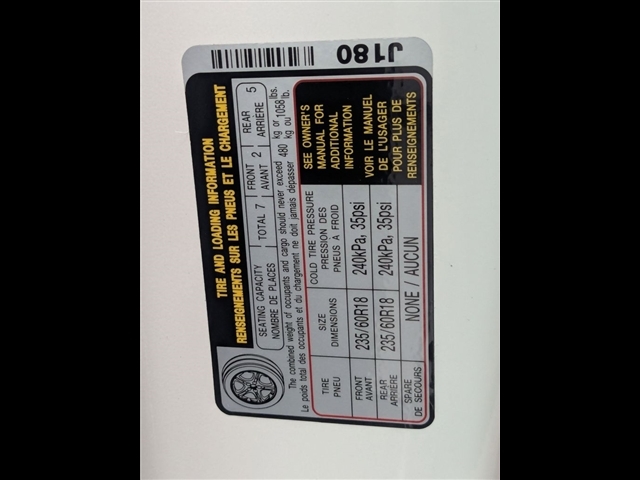 TIRE AND LOADING INFORMATION
RENSEIGNEMENTS SUR LES PNEUS ET LE CHARGEMENT
SEATING CAPACITY
NOMBRE DE PLACES
TOTAL 7
FRONT
AVANT 2
REAR
ARRIÈRE 5
The combined weight of occupants and cargo should never exceed 480 kg or 1058 lbs.
Le poids total des occupants et du chargement ne doit jamais dépasser 480 kg ou 1058 lb.
TIRE
PNEU
SIZE
DIMENSIONS
COLD TIRE PRESSURE
PRESSION DES
PNEUS À FROID
FRONT
AVANT
235/60R18
240kPa, 35psi
REAR
ARRIÈRE
235/60R18
240kPa, 35psi
SPARE
DE SECOURS
NONE / AUCUN
SEE OWNER'S
MANUAL FOR
ADDITIONAL
INFORMATION
VOIR LE MANUEL
DE L'USAGER
POUR PLUS DE
RENSEIGNEMENTS
J180